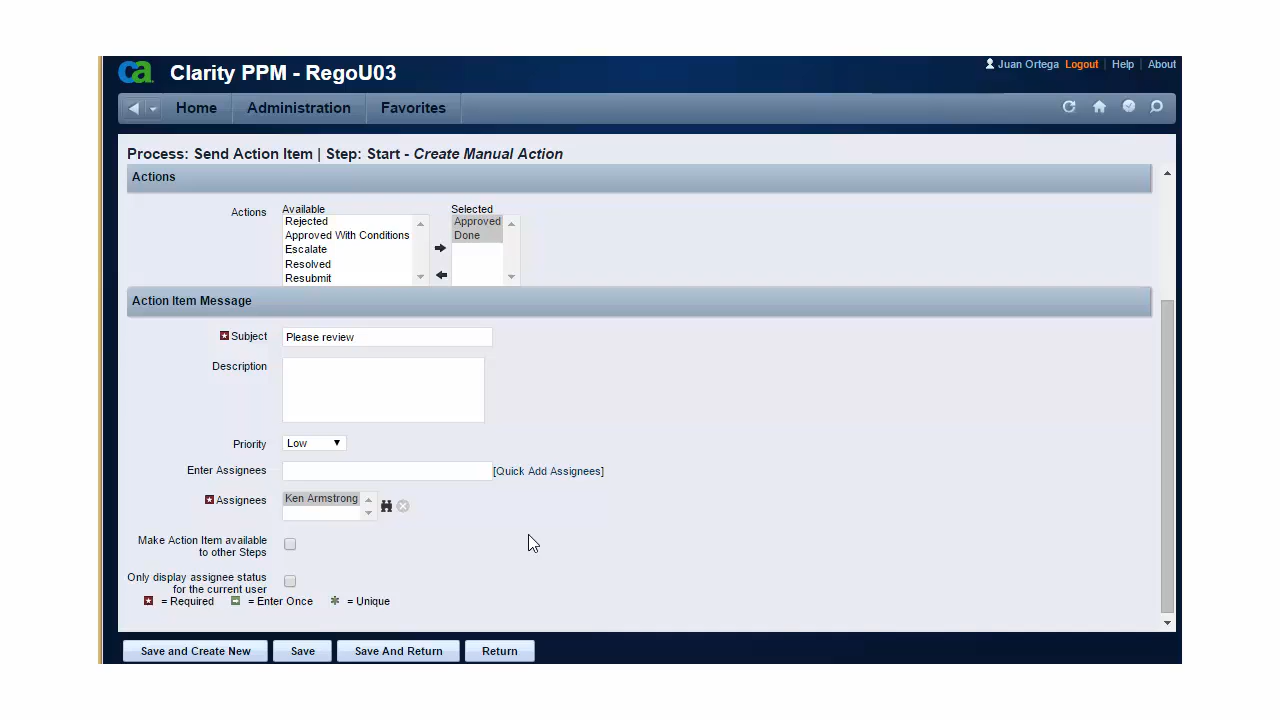 ca Clarity PPM - RegoU03
Juan Ortega Logout | Help | About
Home Administration Favorites
Process: Send Action Item | Step: Start - Create Manual Action
Actions
Actions
Available
Rejected
Approved With Conditions
Escalate
Resolved
Resubmit
Selected
Approved
Done
Action Item Message
Subject Please review
Description
Priority Low
Enter Assignees [Quick Add Assignees]
Assignees Ken Armstrong
Make Action Item available
to other Steps
Only display assignee status
for the current user
= Required = Enter Once = Unique
Save and Create New Save Save And Return Return